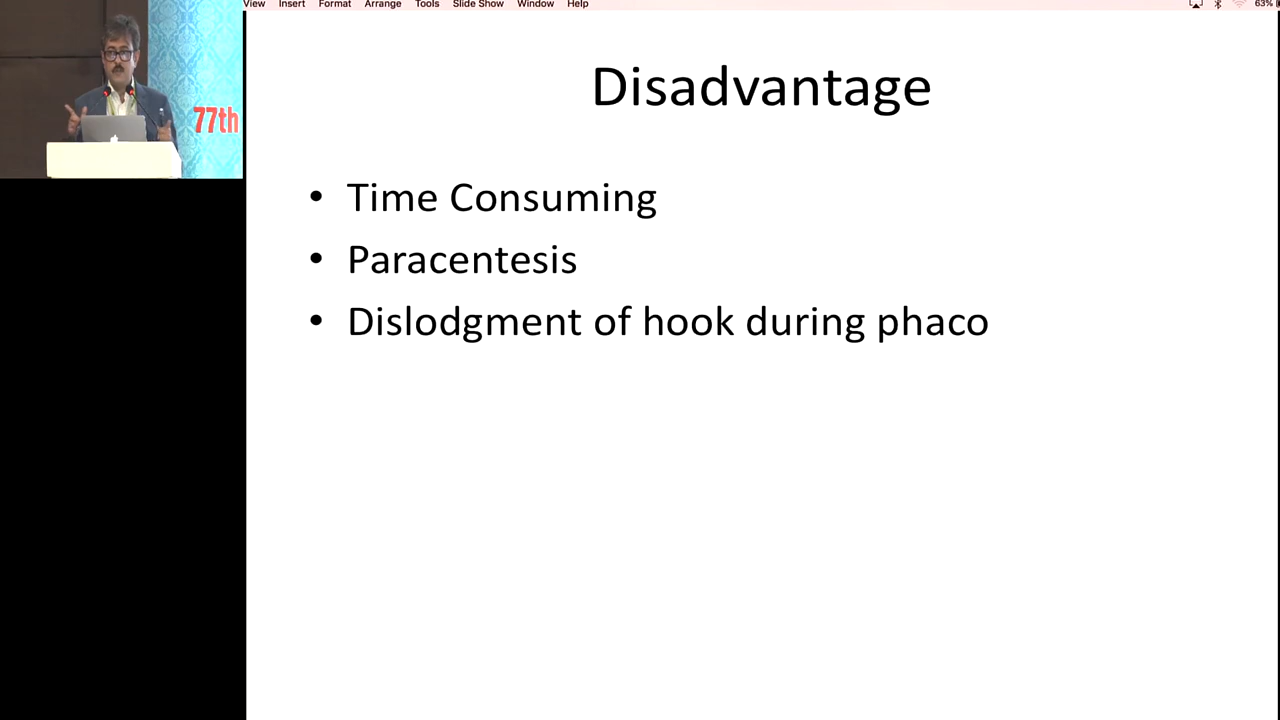 View Insert Format Arrange Tools Slide Show Window Help 63%
77th
Disadvantage
• Time Consuming
• Paracentesis
• Dislodgment of hook during phaco